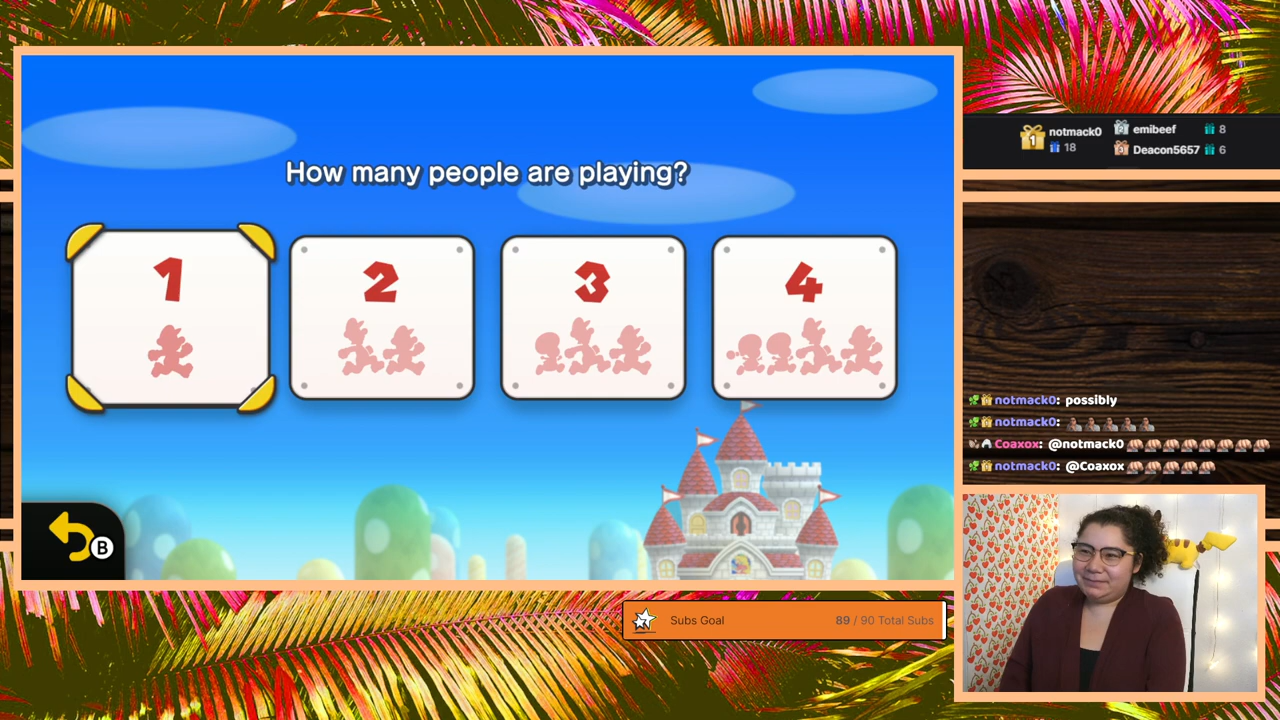 How many people are playing?
1
2
3
4
B
1 notmack0
18
emibeef 8
Deacon5657 6
notmack0: possibly
notmack0:
Coaxox: @notmack0
notmack0: @Coaxox
Subs Goal 89 / 90 Total Subs